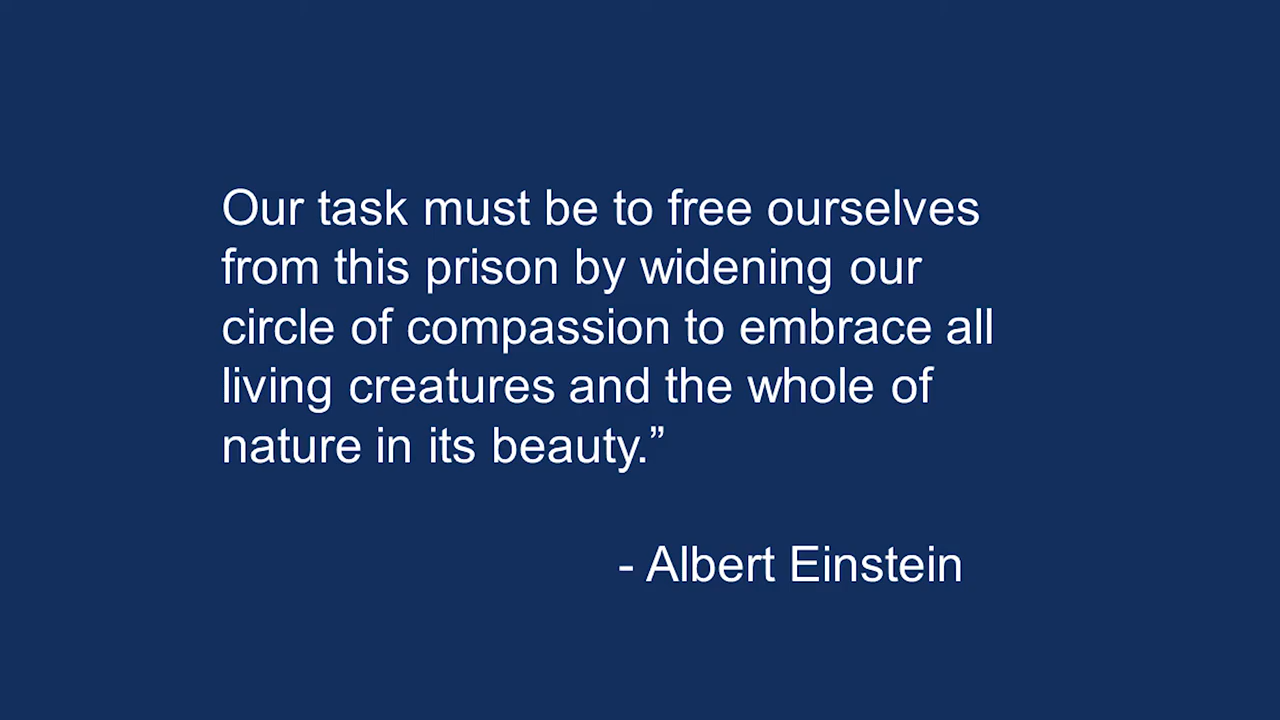 Our task must be to free ourselves
from this prison by widening our
circle of compassion to embrace all
living creatures and the whole of
nature in its beauty.”
- Albert Einstein